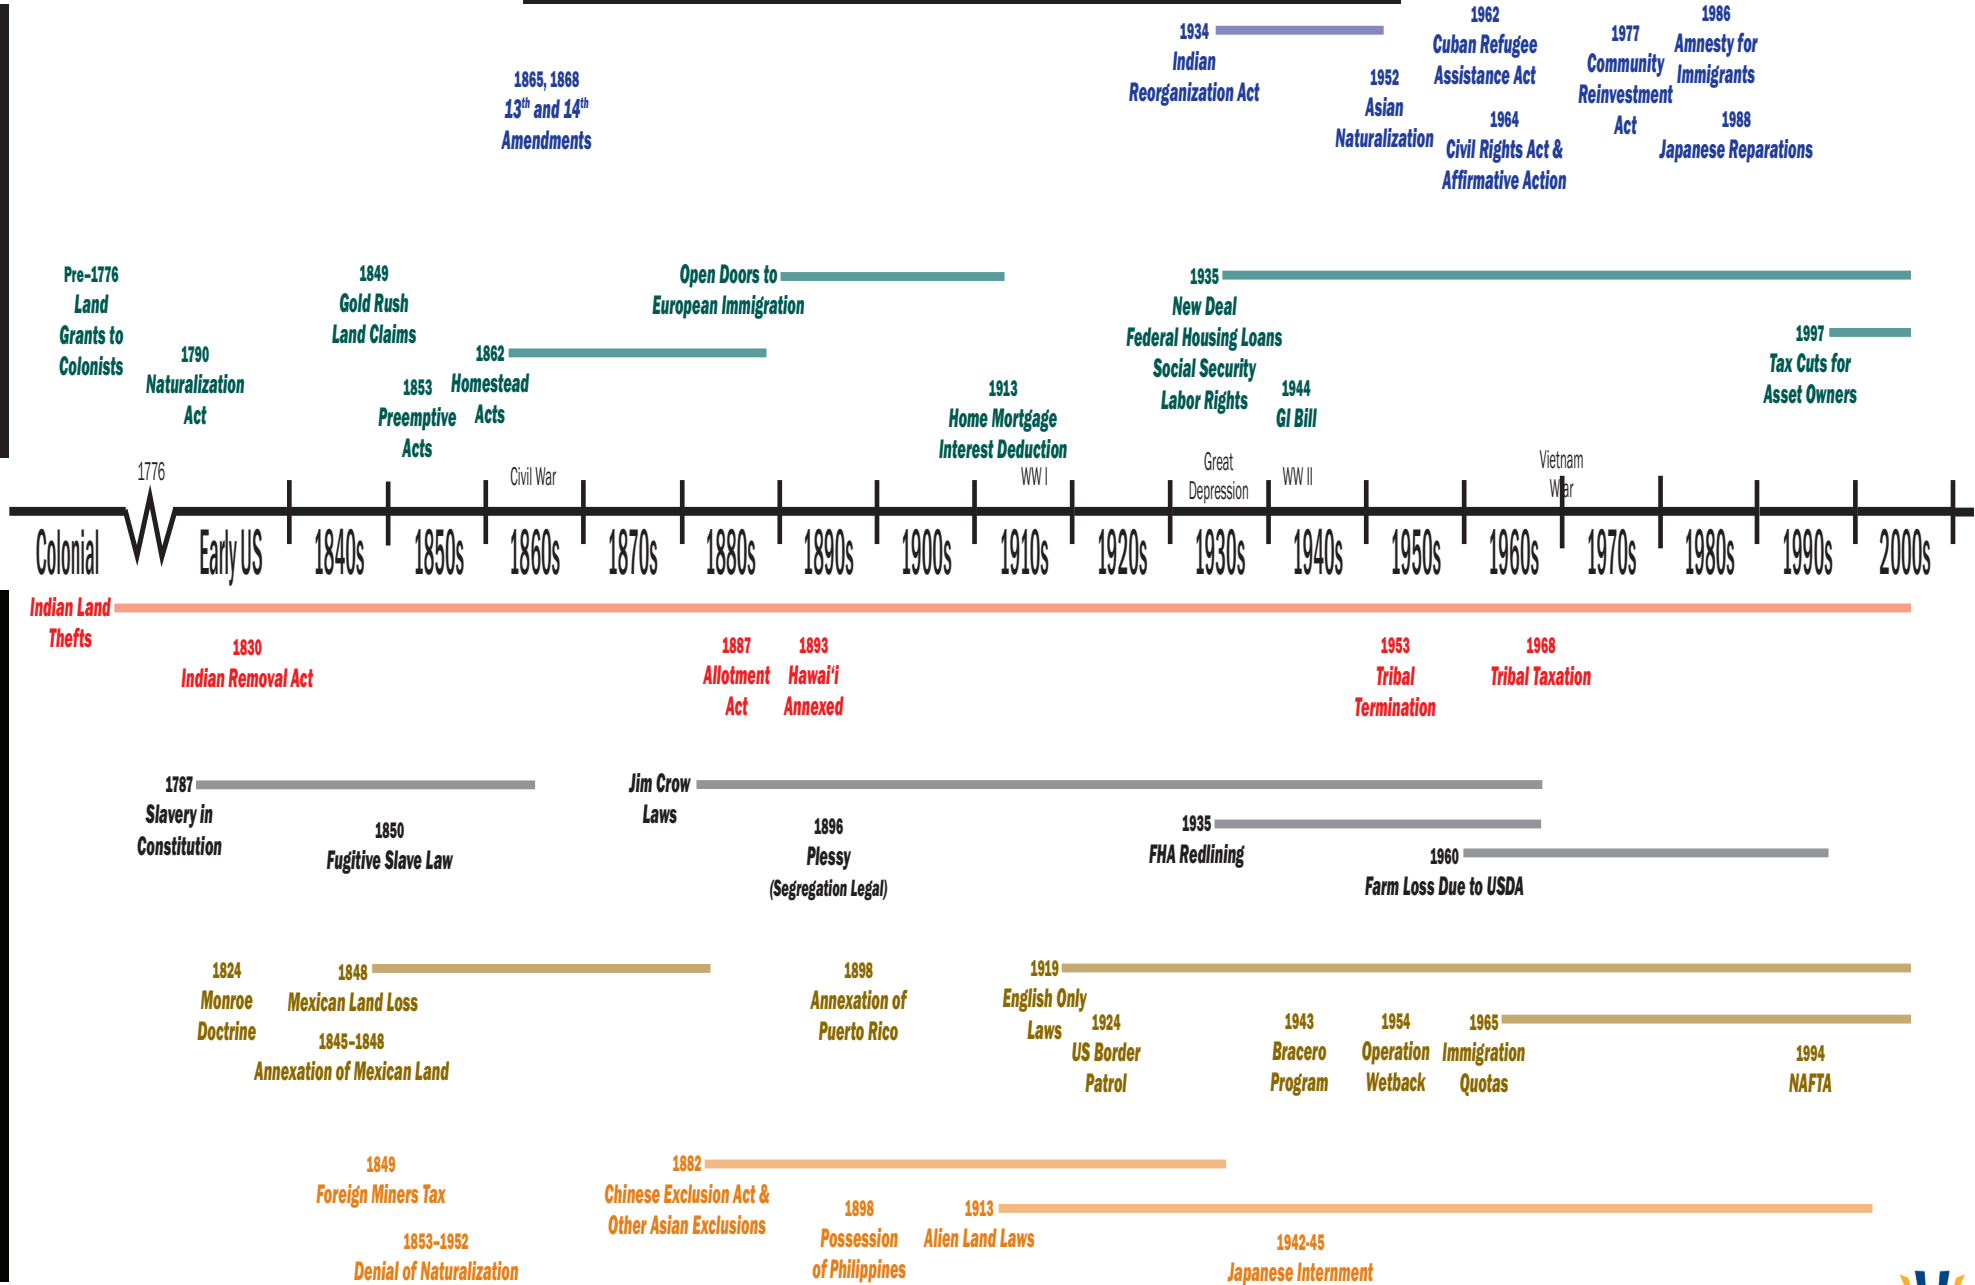 1865, 1868
13th and 14th
Amendments
1934
Indian
Reorganization Act
1952
Asian
Naturalization
1962
Cuban Refugee
Assistance Act
1964
Civil Rights Act &
Affirmative Action
1977
Community
Reinvestment
Act
1986
Amnesty for
Immigrants
1988
Japanese Reparations
Pre–1776
Land
Grants to
Colonists
1790
Naturalization
Act
1849
Gold Rush
Land Claims
1853
Preemptive
Acts
1862
Homestead
Acts
Open Doors to
European Immigration
1913
Home Mortgage
Interest Deduction
1935
New Deal
Federal Housing Loans
Social Security
Labor Rights
1944
GI Bill
1997
Tax Cuts for
Asset Owners
1776
Civil War
WW I
Great
Depression
WW II
Vietnam
War
Colonial
Early US
1840s
1850s
1860s
1870s
1880s
1890s
1900s
1910s
1920s
1930s
1940s
1950s
1960s
1970s
1980s
1990s
2000s
Indian Land
Thefts
1830
Indian Removal Act
1887
Allotment
Act
1893
Hawai‘i
Annexed
1953
Tribal
Termination
1968
Tribal Taxation
1787
Slavery in
Constitution
1850
Fugitive Slave Law
Jim Crow
Laws
1896
Plessy
(Segregation Legal)
1935
FHA Redlining
1960
Farm Loss Due to USDA
1824
Monroe
Doctrine
1848
Mexican Land Loss
1845–1848
Annexation of Mexican Land
1898
Annexation of
Puerto Rico
1919
English Only
Laws
1924
US Border
Patrol
1943
Bracero
Program
1954
Operation
Wetback
1965
Immigration
Quotas
1994
NAFTA
1849
Foreign Miners Tax
1853–1952
Denial of Naturalization
1882
Chinese Exclusion Act &
Other Asian Exclusions
1898
Possession
of Philippines
1913
Alien Land Laws
1942-45
Japanese Internment